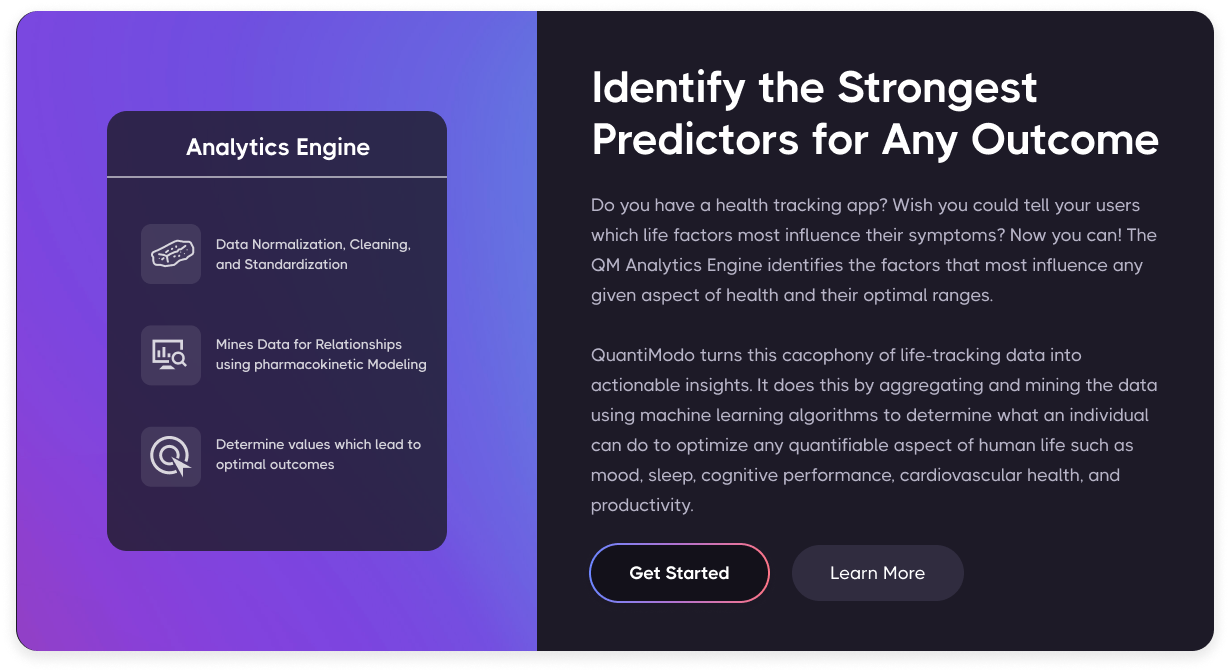 Analytics Engine
Data Normalization, Cleaning,
and Standardization
Mines Data for Relationships
using pharmacokinetic Modeling
Determine values which lead to
optimal outcomes
Identify the Strongest
Predictors for Any Outcome
Do you have a health tracking app? Wish you could tell your users
which life factors most influence their symptoms? Now you can! The
QM Analytics Engine identifies the factors that most influence any
given aspect of health and their optimal ranges.
QuantiModo turns this cacophony of life-tracking data into
actionable insights. It does this by aggregating and mining the data
using machine learning algorithms to determine what an individual
can do to optimize any quantifiable aspect of human life such as
mood, sleep, cognitive performance, cardiovascular health, and
productivity.
Get Started
Learn More